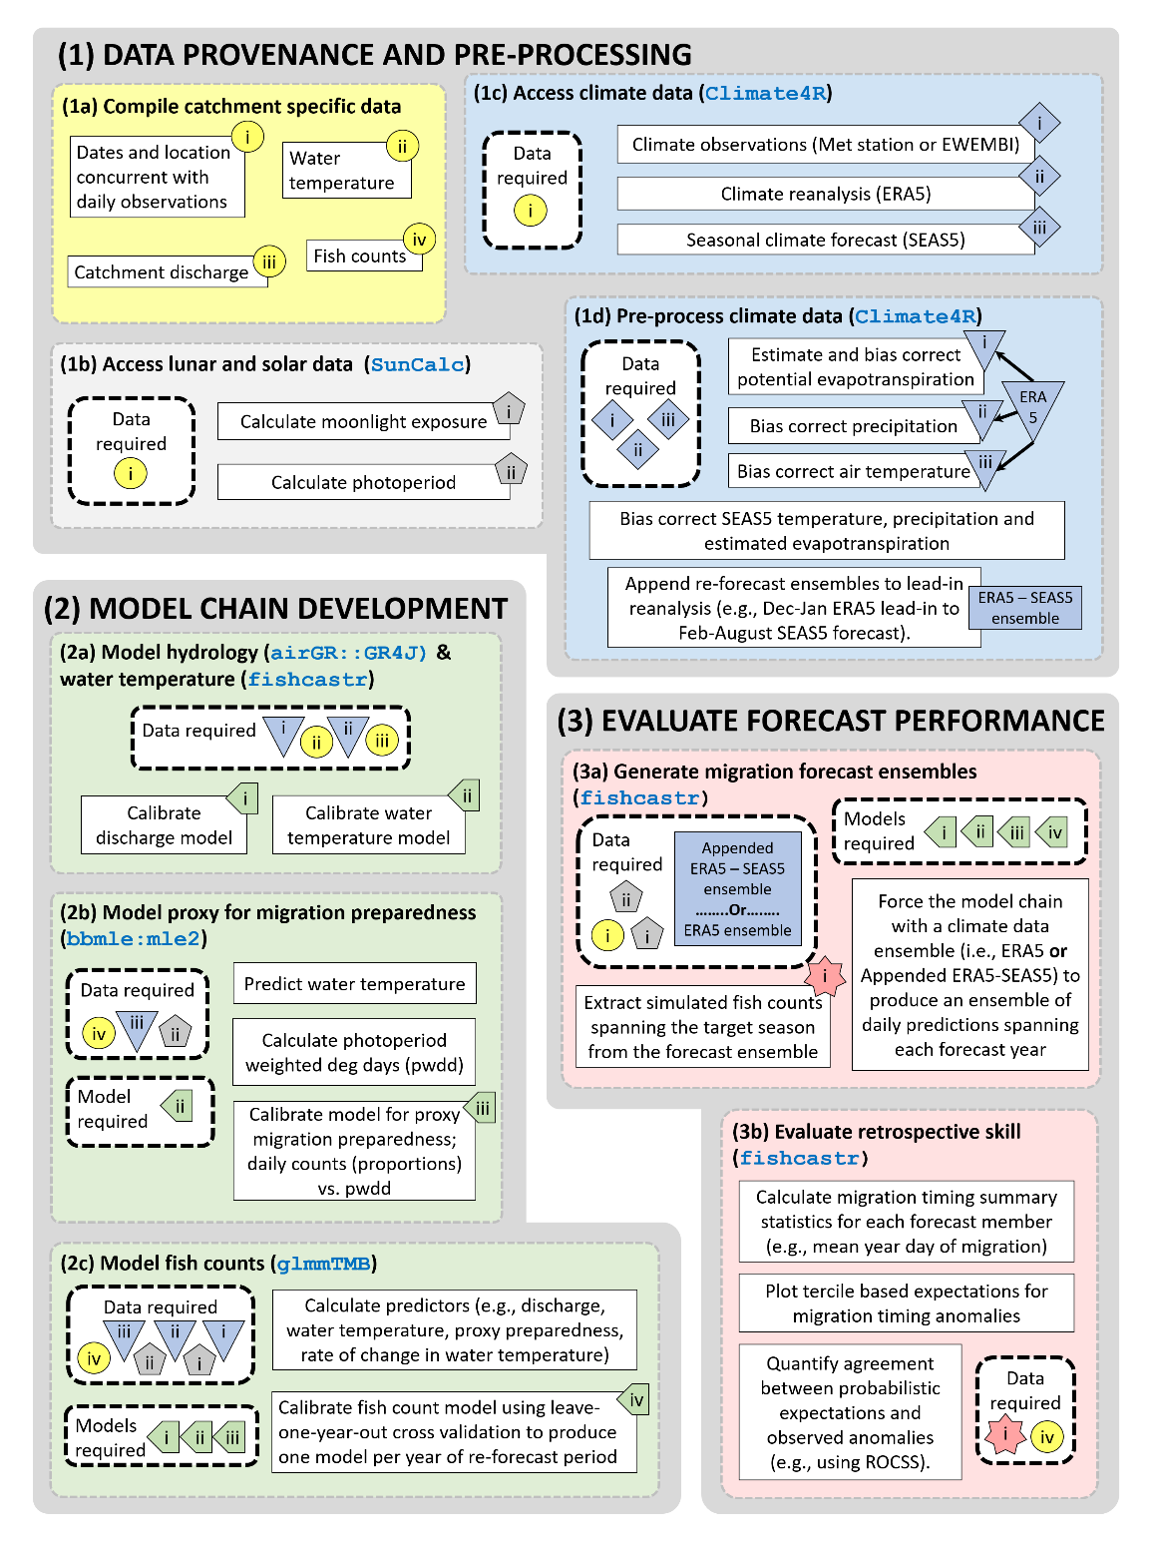 (1) DATA PROVENANCE AND PRE-PROCESSING
(1a) Compile catchment specific data
i
Dates and location
concurrent with
daily observations
ii
Water
temperature
iii
Catchment discharge
iv
Fish counts
(1b) Access lunar and solar data (SunCalc)
Data
required
i
Calculate moonlight exposure
i
Calculate photoperiod
ii
(1c) Access climate data (Climate4R)
Data
required
i
Climate observations (Met station or EWEMBI)
i
Climate reanalysis (ERA5)
ii
Seasonal climate forecast (SEAS5)
iii
(1d) Pre-process climate data (Climate4R)
Data
required
i
iii
ii
Estimate and bias correct
potential evapotranspiration
i
Bias correct precipitation
ii
Bias correct air temperature
iii
ERA
5
Bias correct SEAS5 temperature, precipitation and
estimated evapotranspiration
Append re-forecast ensembles to lead-in
reanalysis (e.g., Dec-Jan ERA5 lead-in to
Feb-August SEAS5 forecast).
ERA5 – SEAS5
ensemble
(2) MODEL CHAIN DEVELOPMENT
(2a) Model hydrology (airGR::GR4J) &
water temperature (fishcastr)
Data required
i
ii
ii
iii
Calibrate
discharge model
i
Calibrate water
temperature model
ii
(2b) Model proxy for migration preparedness
(bbmle:mle2)
Data required
iv
iii
ii
Model
required
ii
Predict water temperature
Calculate photoperiod
weighted deg days (pwdd)
Calibrate model for proxy
migration preparedness;
daily counts (proportions)
vs. pwdd
iii
(2c) Model fish counts (glmmTMB)
Data required
iii
ii
i
iv
ii
i
Models
required
i
ii
iii
Calculate predictors (e.g., discharge,
water temperature, proxy preparedness,
rate of change in water temperature)
Calibrate fish count model using leave-
one-year-out cross validation to produce
one model per year of re-forecast period
iv
(3) EVALUATE FORECAST PERFORMANCE
(3a) Generate migration forecast ensembles
(fishcastr)
Data
required
ii
i
i
Appended
ERA5 – SEAS5
ensemble
........Or........
ERA5 ensemble
Models
required
i
ii
iii
iv
Force the model chain
with a climate data
ensemble (i.e., ERA5 or
Appended ERA5-SEAS5) to
produce an ensemble of
daily predictions spanning
each forecast year
i
Extract simulated fish counts
spanning the target season
from the forecast ensemble
(3b) Evaluate retrospective skill
(fishcastr)
Calculate migration timing summary
statistics for each forecast member
(e.g., mean year day of migration)
Plot tercile based expectations for
migration timing anomalies
Quantify agreement
between probabilistic
expectations and
observed anomalies
(e.g., using ROCSS).
Data
required
i
iv